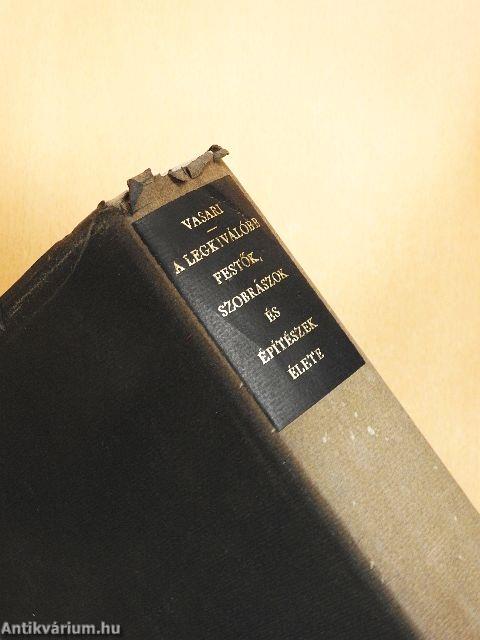 VASARI
A LEGKIVÁLÓBB
FESTŐK,
SZOBRÁSZOK
ÉS
ÉPÍTÉSZEK
ÉLETE
Antikvárium.hu